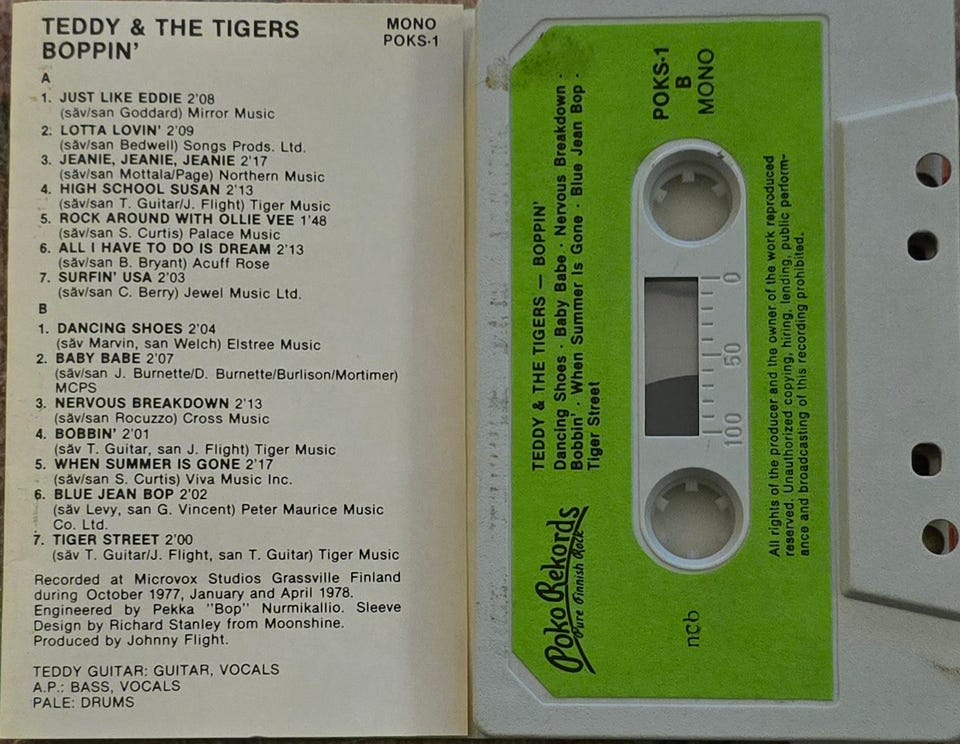 TEDDY & THE TIGERS
BOPPIN'
MONO
POKS·1
A
1. JUST LIKE EDDIE 2'08
(säv/san Goddard) Mirror Music
2. LOTTA LOVIN' 2'09
(säv/san Bedwell) Songs Prods. Ltd.
3. JEANIE, JEANIE, JEANIE 2'17
(säv/san Mottala/Page) Northern Music
4. HIGH SCHOOL SUSAN 2'13
(säv/san T. Guitar/J. Flight) Tiger Music
5. ROCK AROUND WITH OLLIE VEE 1'48
(säv/san S. Curtis) Palace Music
6. ALL I HAVE TO DO IS DREAM 2'13
(säv/san B. Bryant) Acuff Rose
7. SURFIN' USA 2'03
(säv/san C. Berry) Jewel Music Ltd.
B
1. DANCING SHOES 2'04
(säv Marvin, san Welch) Elstree Music
2. BABY BABE 2'07
(säv/san J. Burnette/D. Burnette/Burlison/Mortimer)
MCPS
3. NERVOUS BREAKDOWN 2'13
(säv/san Rocuzzo) Cross Music
4. BOBBIN' 2'01
(säv T. Guitar, san J. Flight) Tiger Music
5. WHEN SUMMER IS GONE 2'17
(säv/san S. Curtis) Viva Music Inc.
6. BLUE JEAN BOP 2'02
(säv Levy, san G. Vincent) Peter Maurice Music
Co. Ltd.
7. TIGER STREET 2'00
(säv T. Guitar/J. Flight, san T. Guitar) Tiger Music
Recorded at Microvox Studios Grassville Finland
during October 1977, January and April 1978.
Engineered by Pekka "Bop" Nurmikallio. Sleeve
Design by Richard Stanley from Moonshine.
Produced by Johnny Flight.
TEDDY GUITAR: GUITAR, VOCALS
A.P.: BASS, VOCALS
PALE: DRUMS
Poko Rekords
Pure Finnish Rock
TEDDY & THE TIGERS — BOPPIN'
Dancing Shoes · Baby Babe · Nervous Breakdown ·
Bobbin' · When Summer Is Gone · Blue Jean Bop ·
Tiger Street
POKS·1
B
MONO
100 50 0
ncb
All rights of the producer and the owner of the work reproduced
reserved. Unauthorized copying, hiring, lending, public perform-
ance and broadcasting of this recording prohibited.